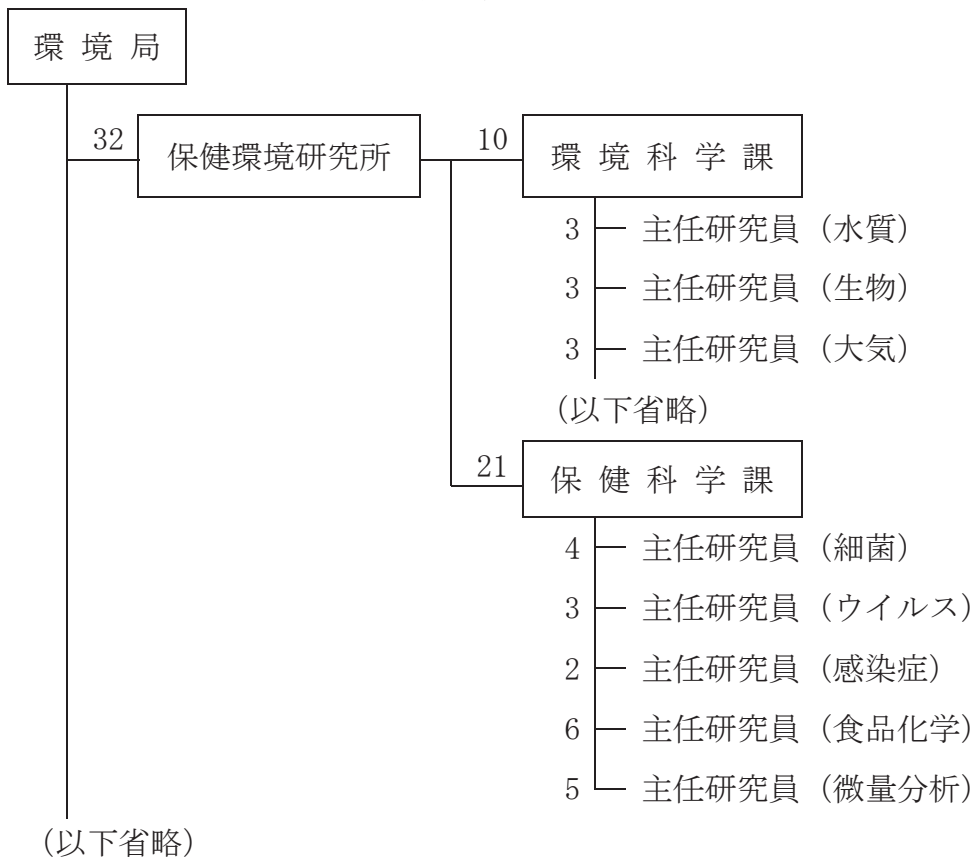 環境局
32 保健環境研究所 10 環境科学課
3 主任研究員（水質）
3 主任研究員（生物）
3 主任研究員（大気）
（以下省略）
21 保健科学課
4 主任研究員（細菌）
3 主任研究員（ウイルス）
2 主任研究員（感染症）
6 主任研究員（食品化学）
5 主任研究員（微量分析）
（以下省略）